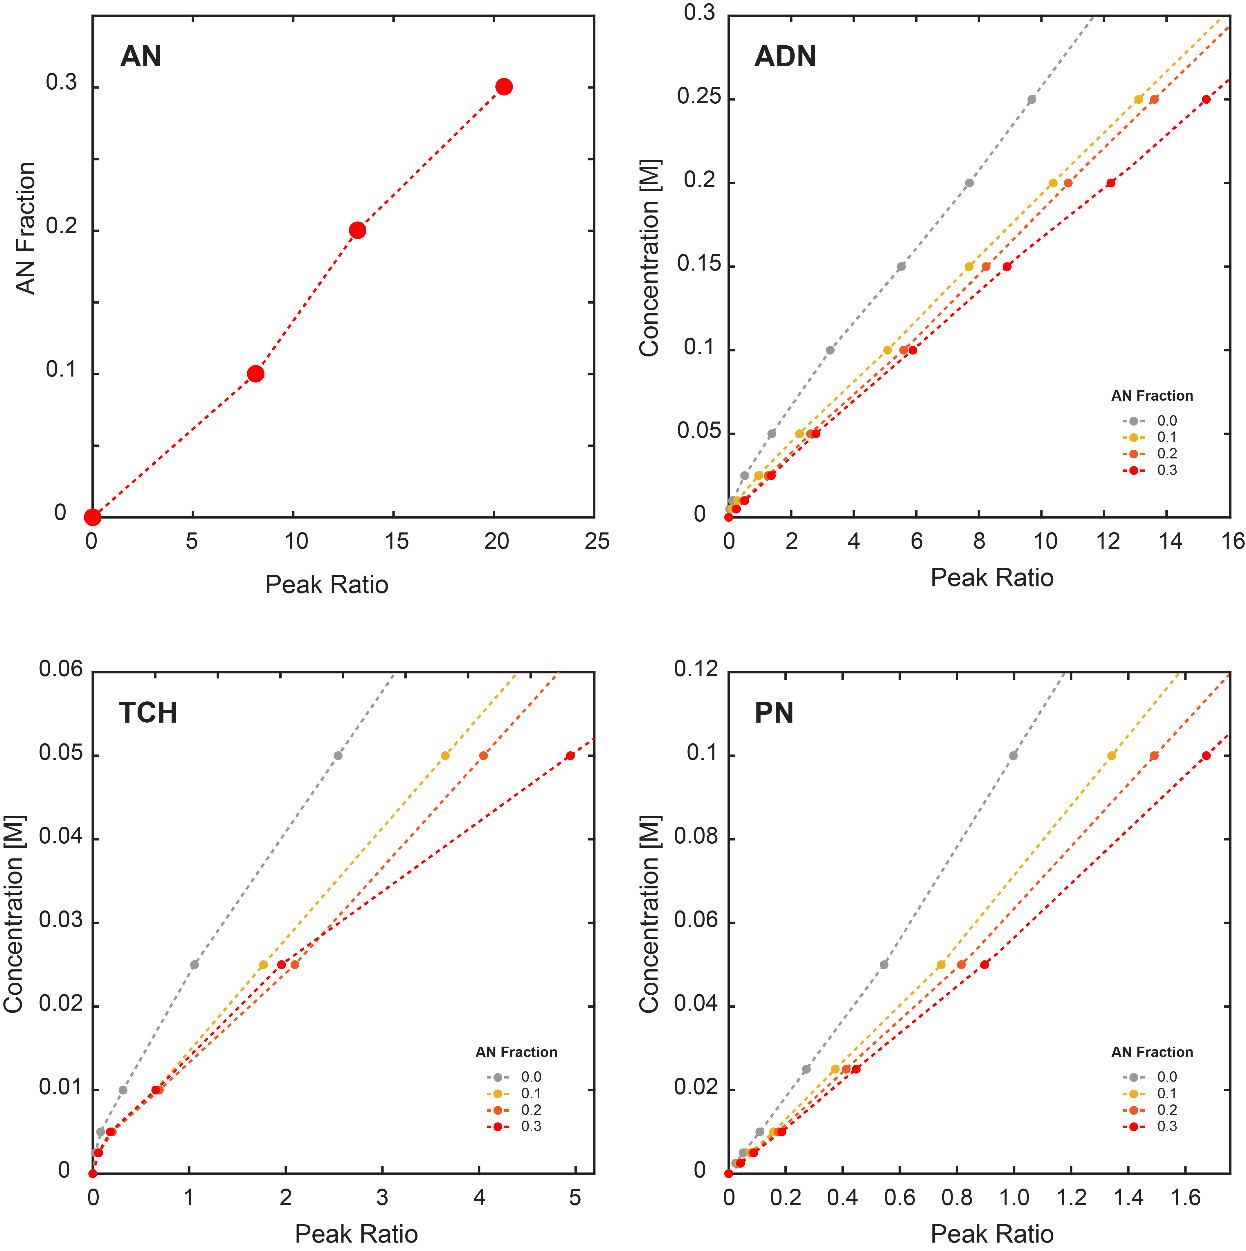 AN
0.3
0.2
0.1
0
AN Fraction
0 5 10 15 20 25
Peak Ratio
ADN
0.3
0.25
0.2
0.15
0.1
0.05
0
Concentration [M]
AN Fraction
0.0
0.1
0.2
0.3
0 2 4 6 8 10 12 14 16
Peak Ratio
TCH
0.06
0.05
0.04
0.03
0.02
0.01
0
Concentration [M]
AN Fraction
0.0
0.1
0.2
0.3
0 1 2 3 4 5
Peak Ratio
PN
0.12
0.1
0.08
0.06
0.04
0.02
0
Concentration [M]
AN Fraction
0.0
0.1
0.2
0.3
0 0.2 0.4 0.6 0.8 1.0 1.2 1.4 1.6
Peak Ratio